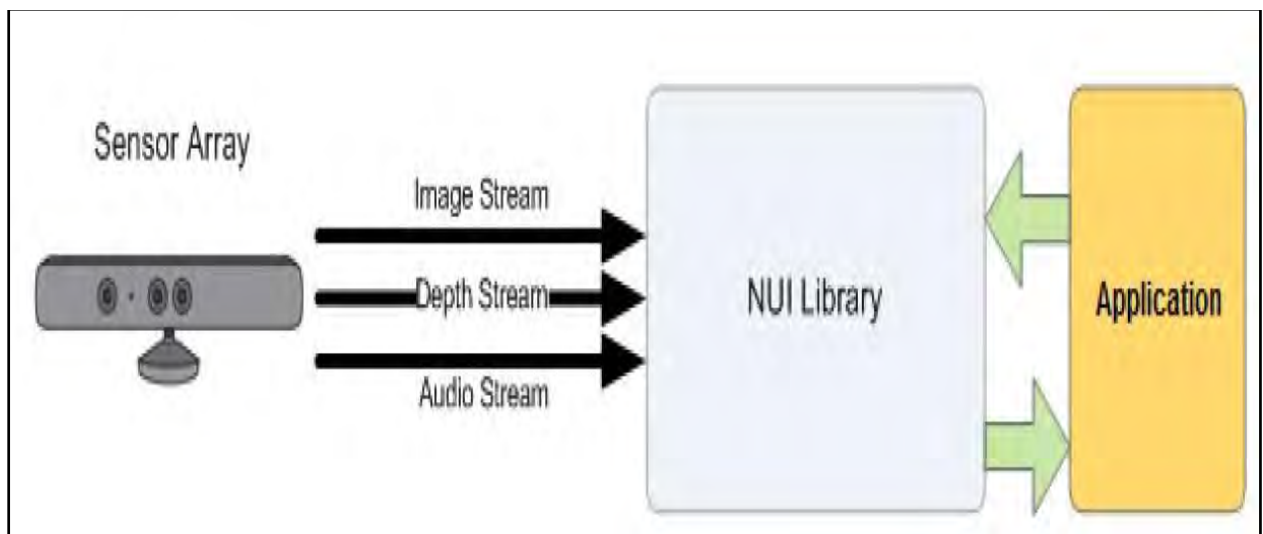 Sensor Array
Image Stream
Depth Stream
Audio Stream
NUI Library
Application